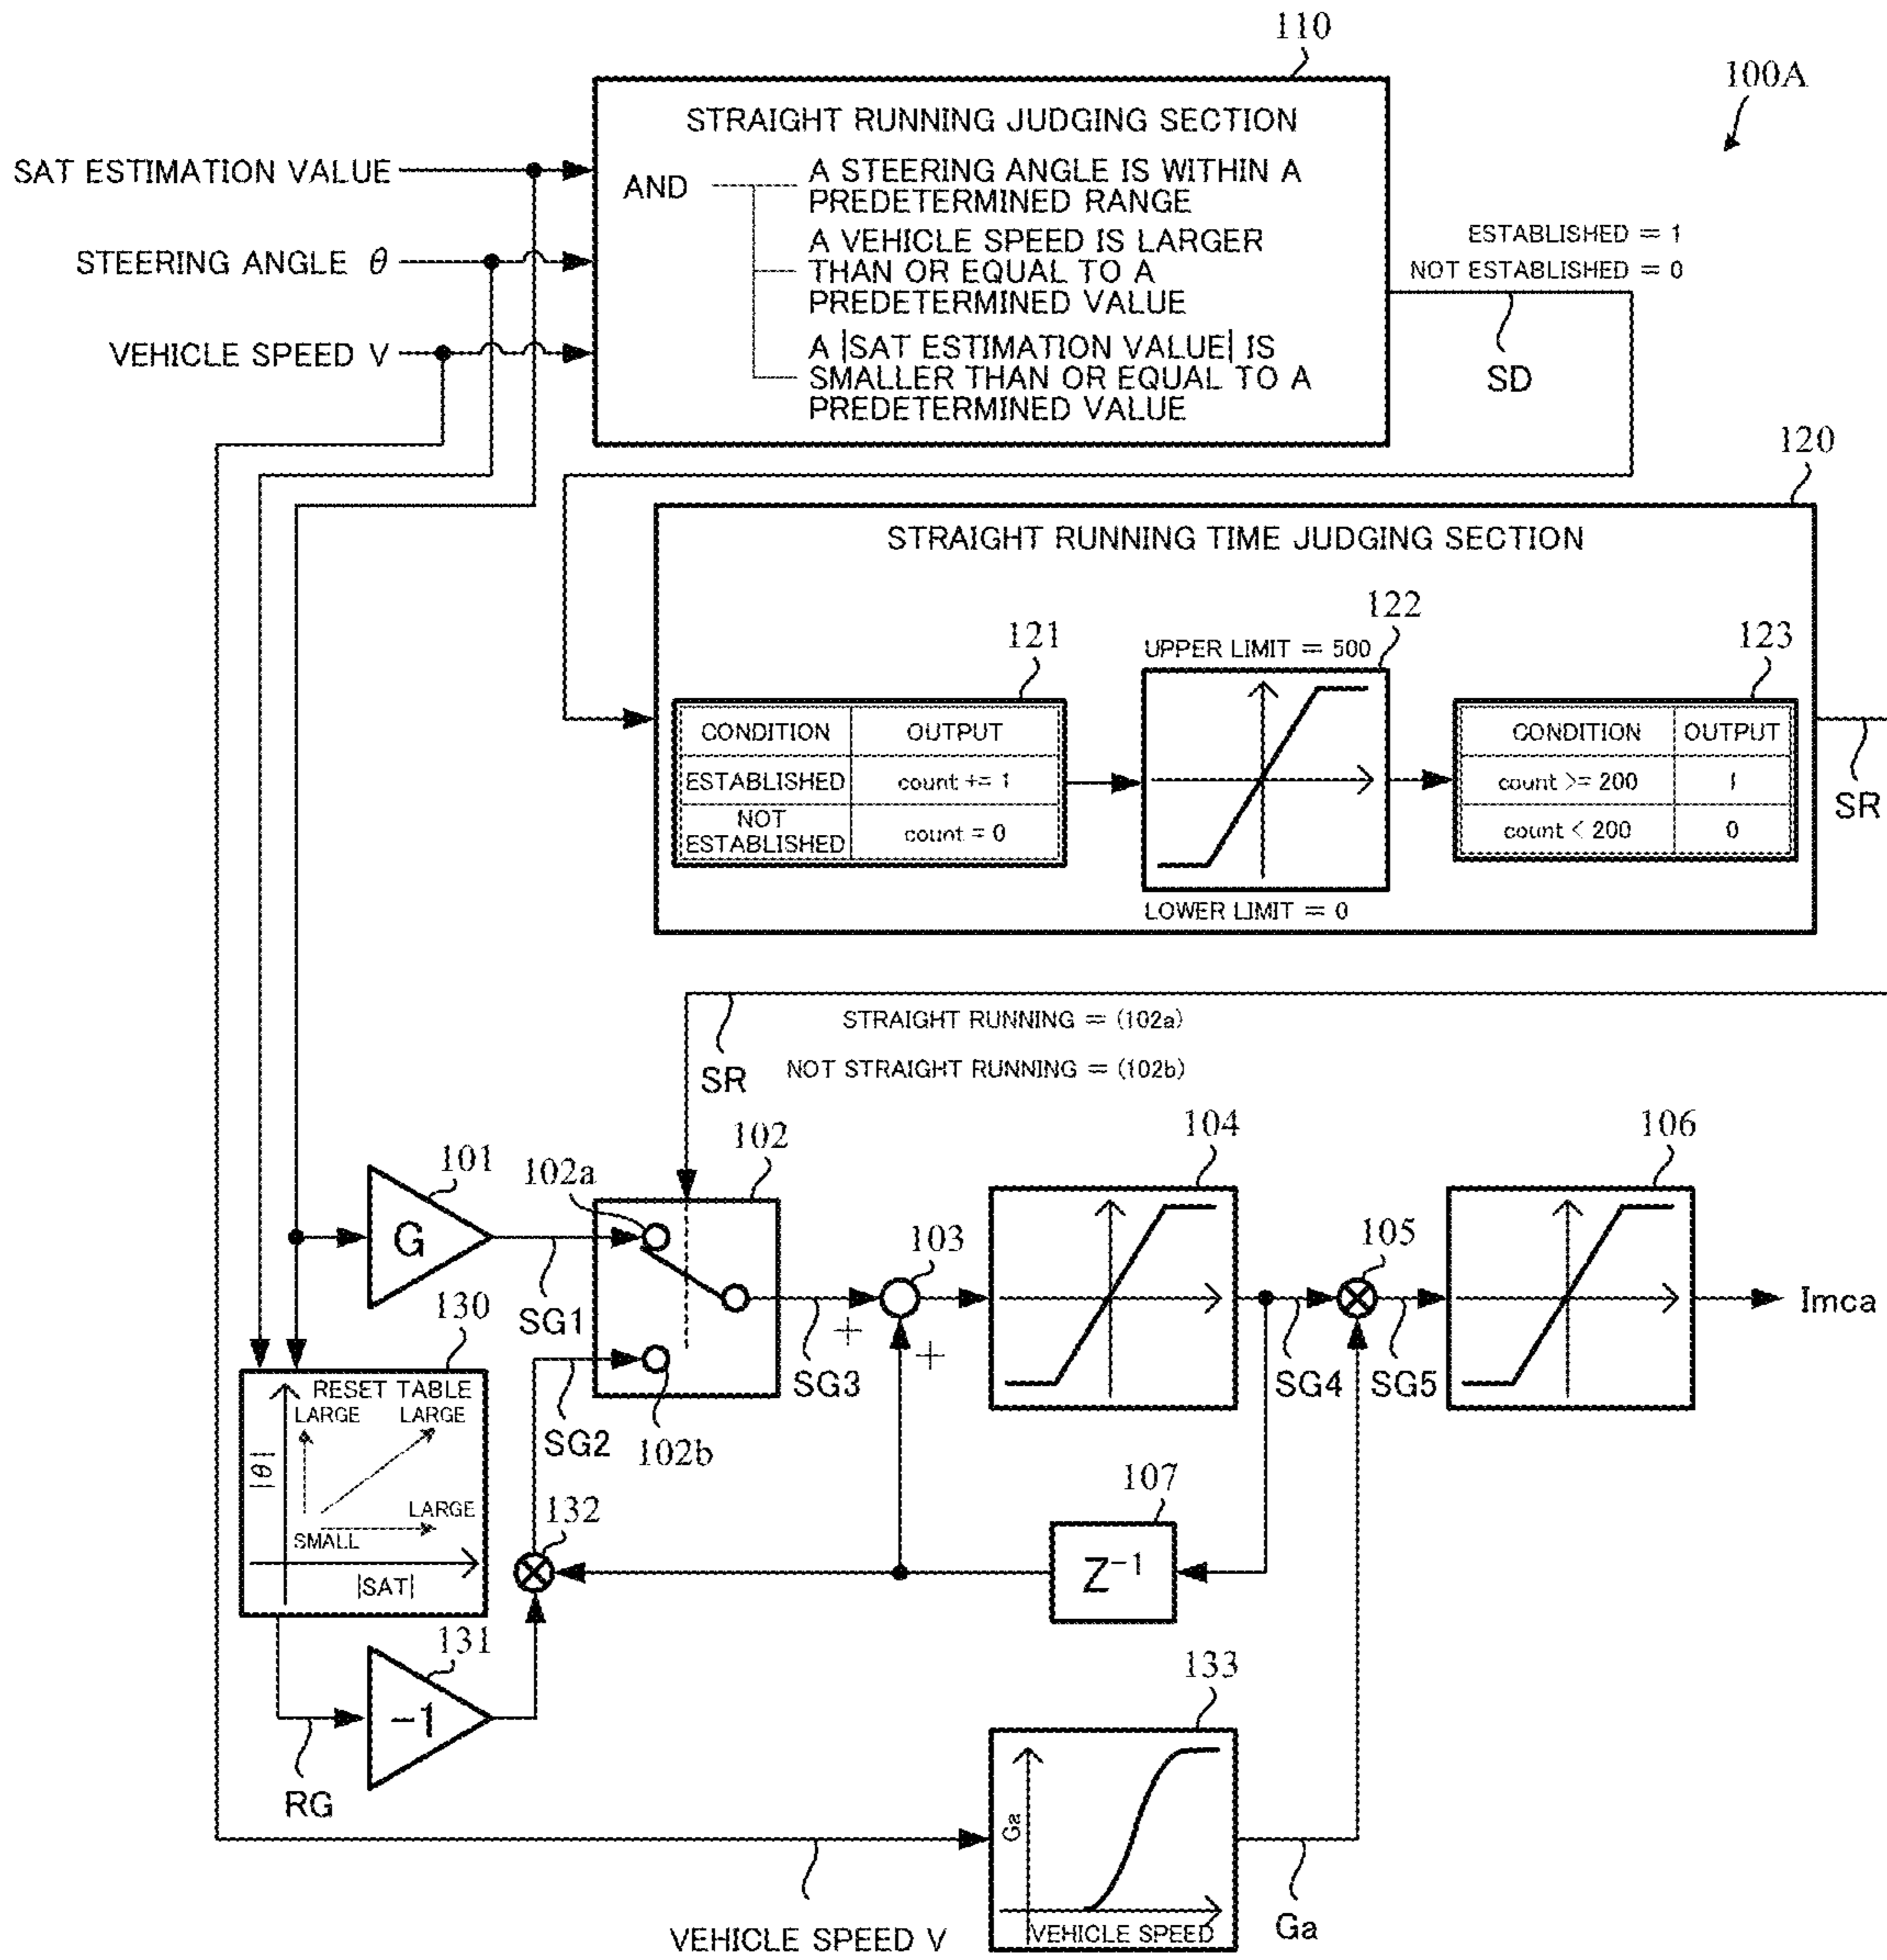 110
100A
STRAIGHT RUNNING JUDGING SECTION
SAT ESTIMATION VALUE
STEERING ANGLE θ
VEHICLE SPEED V
AND
A STEERING ANGLE IS WITHIN A
PREDETERMINED RANGE
A VEHICLE SPEED IS LARGER
THAN OR EQUAL TO A
PREDETERMINED VALUE
A |SAT ESTIMATION VALUE| IS
SMALLER THAN OR EQUAL TO A
PREDETERMINED VALUE
ESTABLISHED = 1
NOT ESTABLISHED = 0
SD
120
STRAIGHT RUNNING TIME JUDGING SECTION
121
CONDITION OUTPUT
ESTABLISHED count += 1
NOT
ESTABLISHED count = 0
122
UPPER LIMIT = 500
LOWER LIMIT = 0
123
CONDITION OUTPUT
count >= 200 1
count < 200 0
SR
SR
STRAIGHT RUNNING = (102a)
NOT STRAIGHT RUNNING = (102b)
101
G
SG1
102a
102
102b
SG2
SG3
+
+
103
104
SG4
105
SG5
106
Imca
130
RESET TABLE
LARGE LARGE
|θ|
LARGE
SMALL
|SAT|
132
107
Z⁻¹
131
-1
RG
133
Ga
VEHICLE SPEED
Ga
VEHICLE SPEED V